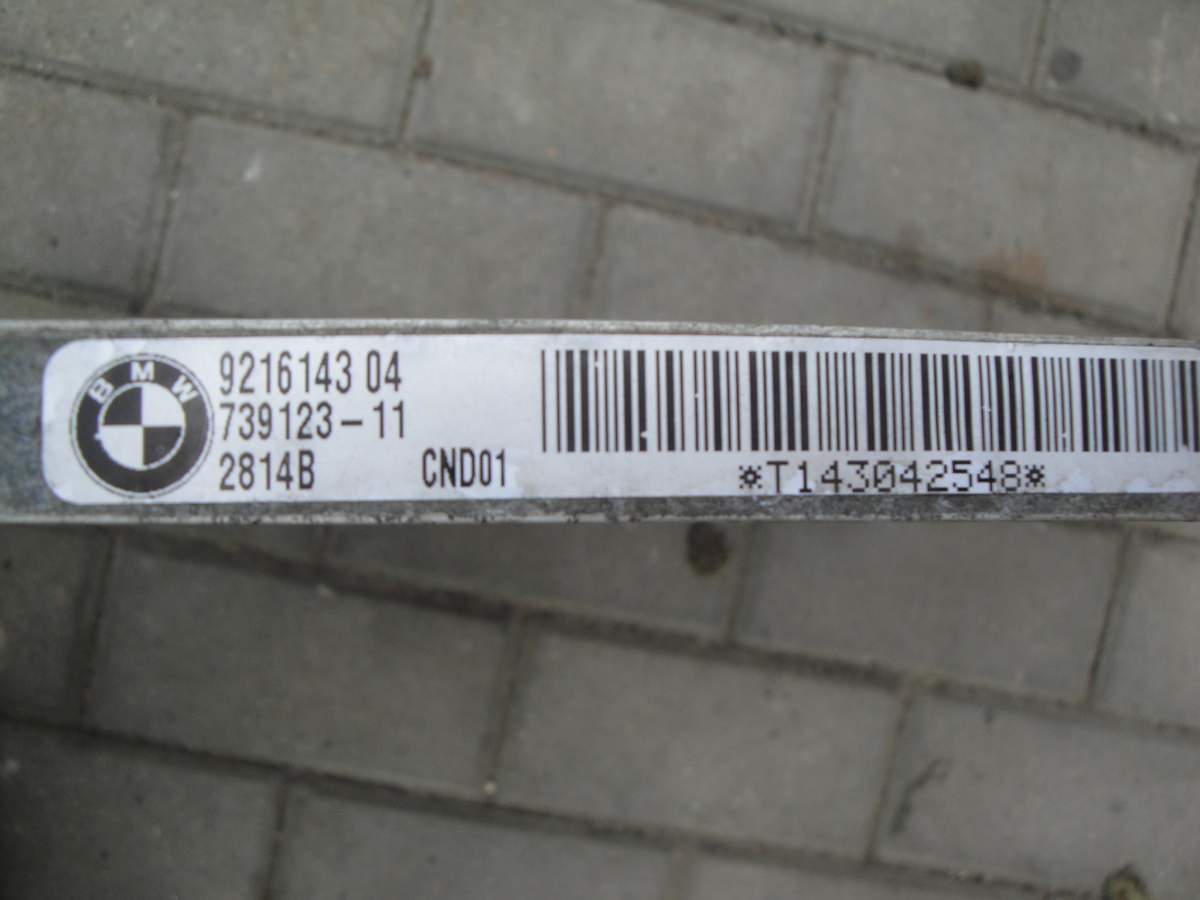 BMW
9216143 04
739123-11
2814B CND01
*T143042548*